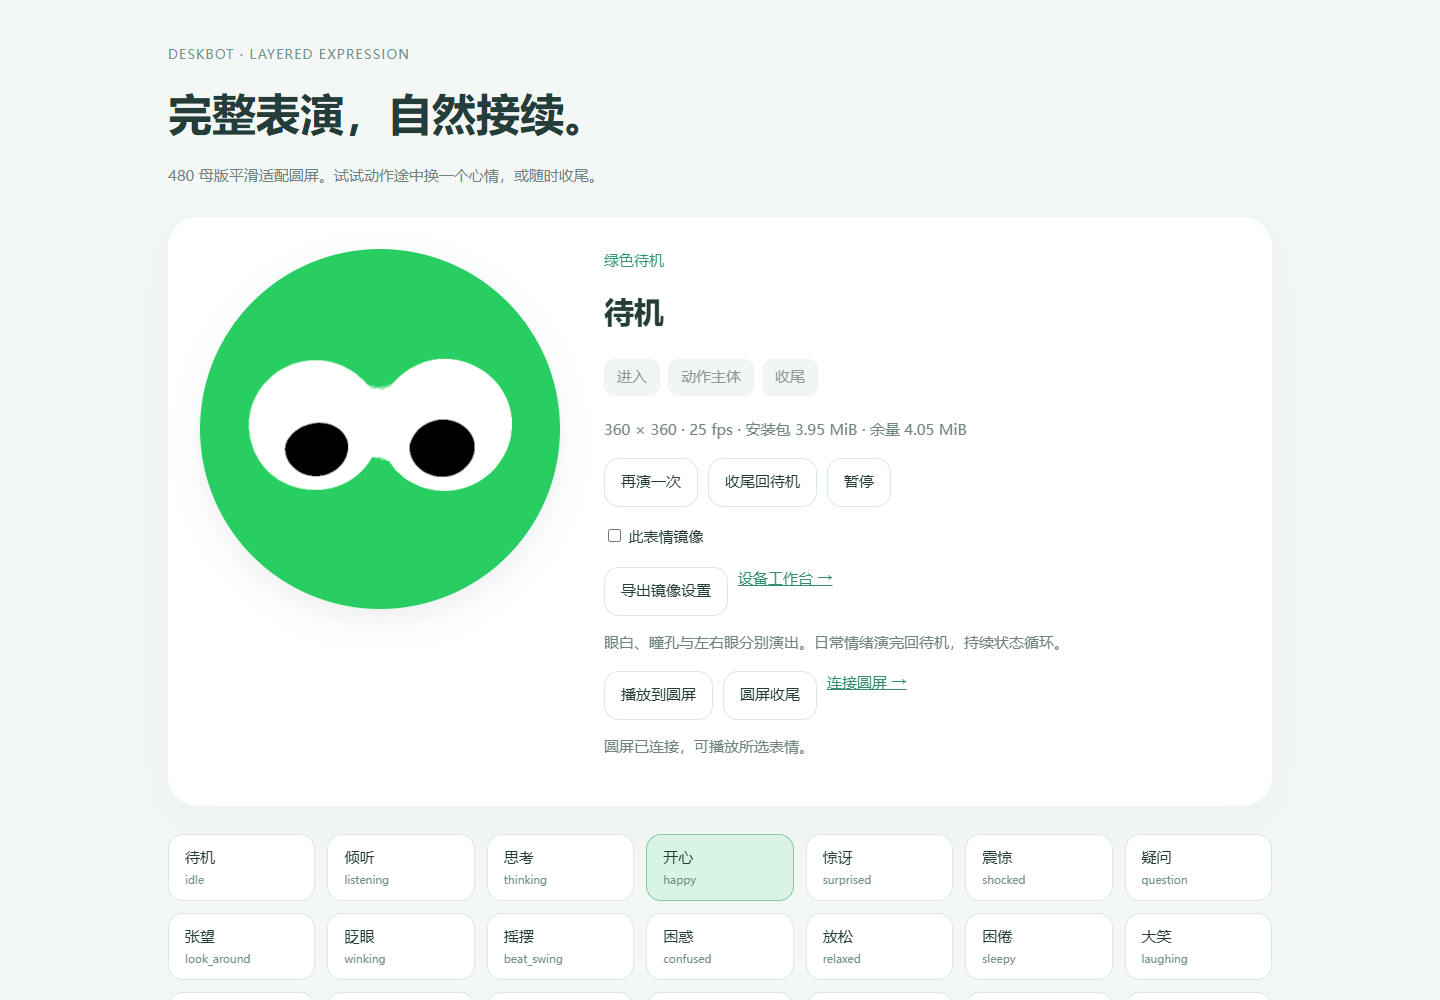 DESKBOT · LAYERED EXPRESSION
完整表演，自然接续。
480 母版平滑适配圆屏。试试动作途中换一个心情，或随时收尾。
绿色待机
待机
进入 动作主体 收尾
360 × 360 · 25 fps · 安装包 3.95 MiB · 余量 4.05 MiB
再演一次 收尾回待机 暂停
此表情镜像
导出镜像设置 设备工作台 →
眼白、瞳孔与左右眼分别演出。日常情绪演完回待机，持续状态循环。
播放到圆屏 圆屏收尾 连接圆屏 →
圆屏已连接，可播放所选表情。
待机 倾听 思考 开心 惊讶 震惊 疑问
idle listening thinking happy surprised shocked question
张望 眨眼 摇摆 困惑 放松 困倦 大笑
look_around winking beat_swing confused relaxed sleepy laughing